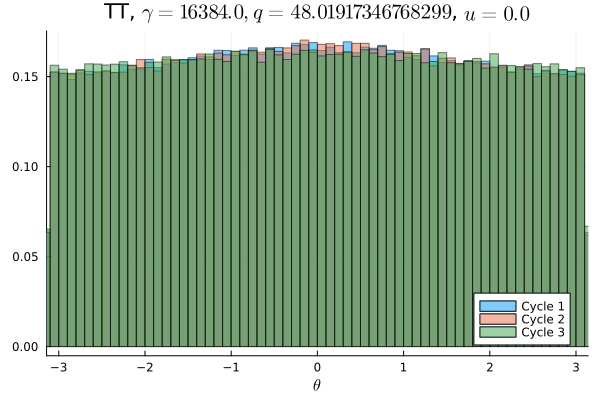 TT, γ = 16384.0, q = 48.01917346768299, u = 0.0
0.15
0.10
0.05
0.00
Cycle 1
Cycle 2
Cycle 3
−3 −2 −1 0 1 2 3
θ